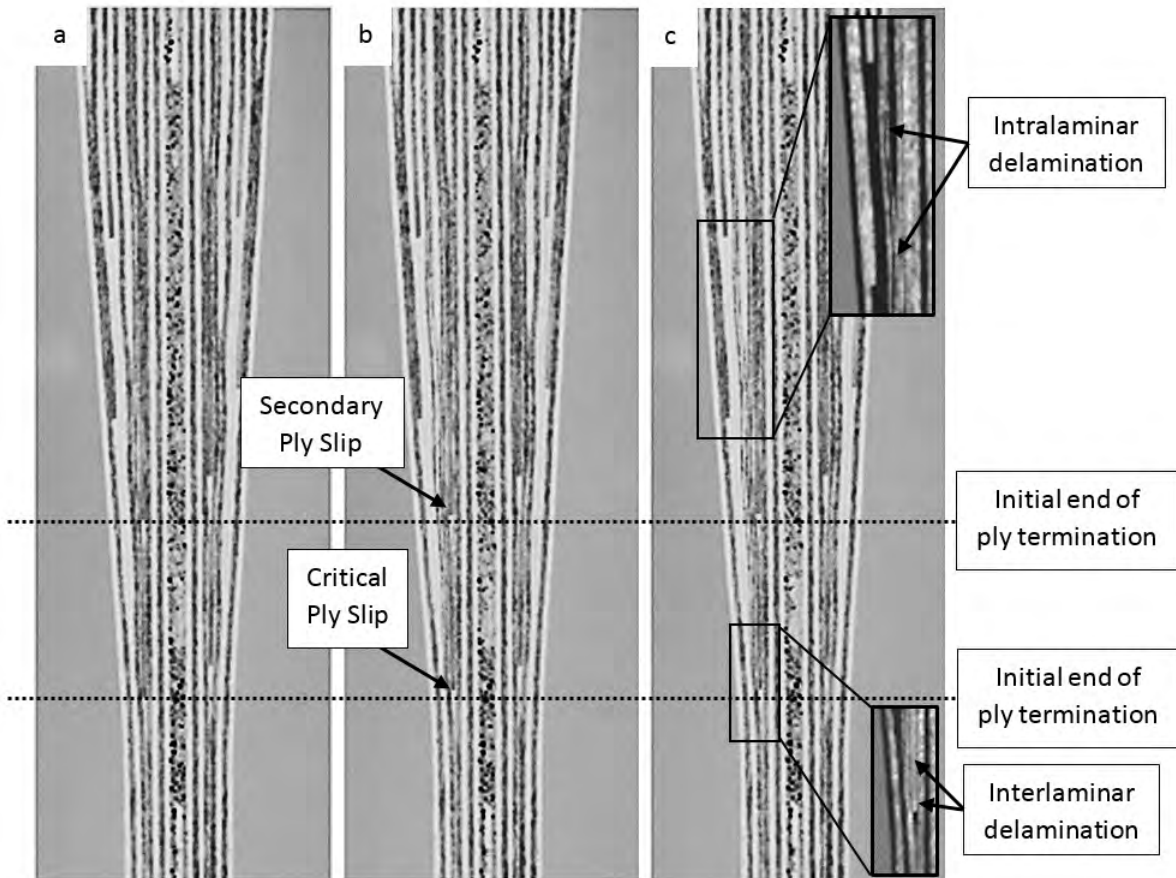 a
b
c
Intralaminar
delamination
Secondary
Ply Slip
Initial end of
ply termination
Critical
Ply Slip
Initial end of
ply termination
Interlaminar
delamination